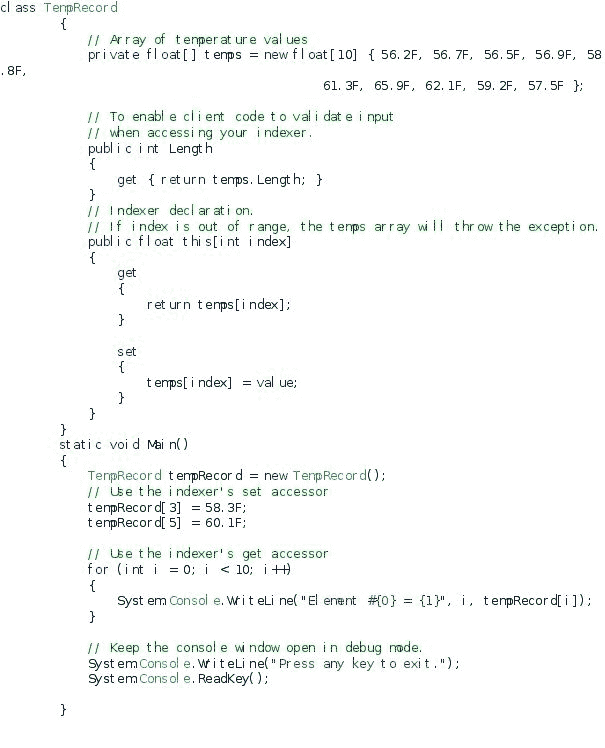 class TempRecord
{
// Array of temperature values
private float[] temps = new float[10] { 56.2F, 56.7F, 56.5F, 56.9F, 58
.8F,
61.3F, 65.9F, 62.1F, 59.2F, 57.5F };
// To enable client code to validate input
// when accessing your indexer.
public int Length
{
get { return temps.Length; }
}
// Indexer declaration.
// If index is out of range, the temps array will throw the exception.
public float this[int index]
{
get
{
return temps[index];
}
set
{
temps[index] = value;
}
}
}
static void Main()
{
TempRecord tempRecord = new TempRecord();
// Use the indexer's set accessor
tempRecord[3] = 58.3F;
tempRecord[5] = 60.1F;
// Use the indexer's get accessor
for (int i = 0; i < 10; i++)
{
System.Console.WriteLine("Element #{0} = {1}", i, tempRecord[i]);
}
// Keep the console window open in debug mode.
System.Console.WriteLine("Press any key to exit.");
System.Console.ReadKey();
}